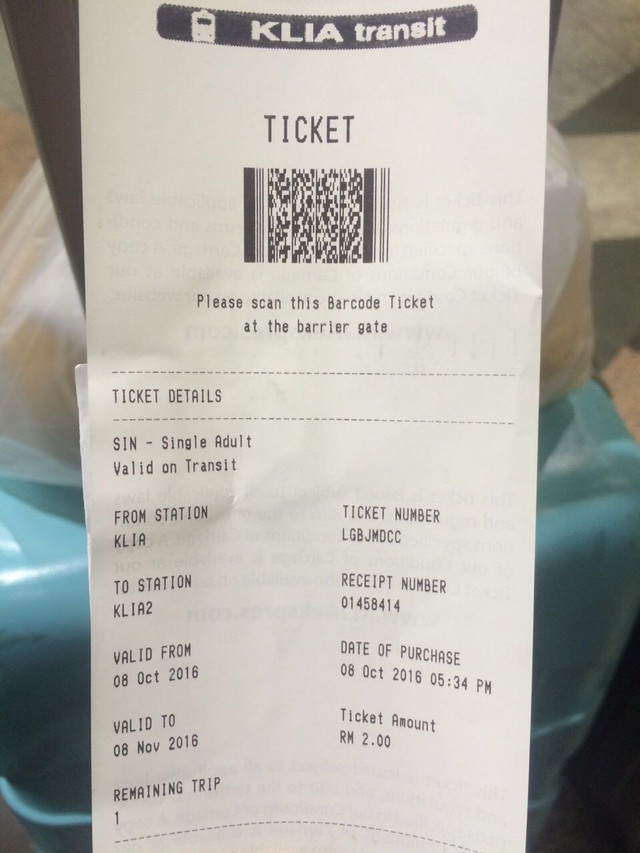 KLIA transit
TICKET
Please scan this Barcode Ticket
at the barrier gate
TICKET DETAILS
SIN - Single Adult
Valid on Transit
FROM STATION
KLIA
TICKET NUMBER
LGBJMDCC
TO STATION
KLIA2
RECEIPT NUMBER
01458414
VALID FROM
08 Oct 2016
DATE OF PURCHASE
08 Oct 2016 05:34 PM
VALID TO
08 Nov 2016
Ticket Amount
RM 2.00
REMAINING TRIP
1